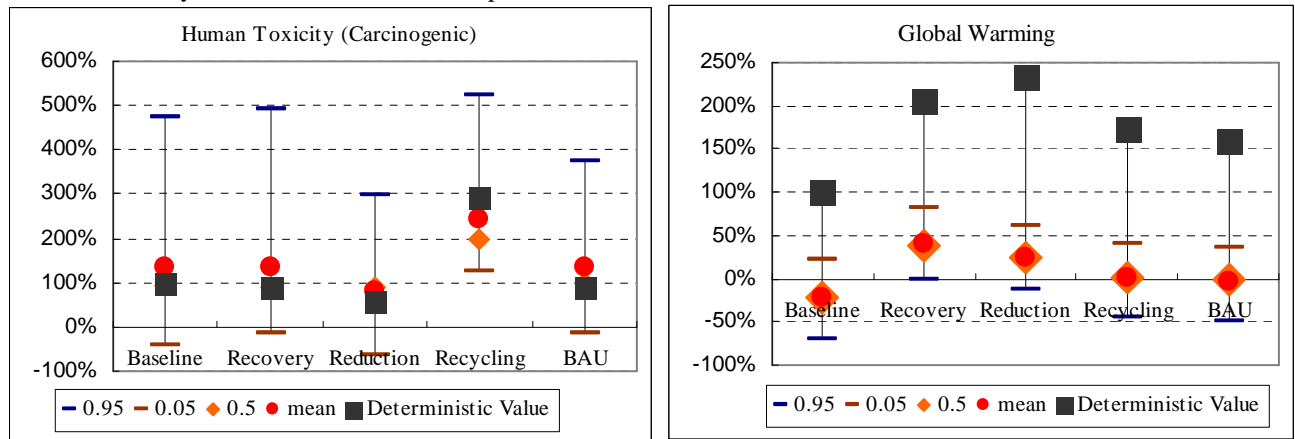 Human Toxicity (Carcinogenic)
600%
500%
400%
300%
200%
100%
0%
-100%
Baseline Recovery Reduction Recycling BAU
0.95 0.05 0.5 mean Deterministic Value
Global Warming
250%
200%
150%
100%
50%
0%
-50%
-100%
Baseline Recovery Reduction Recycling BAU
0.95 0.05 0.5 mean Deterministic Value